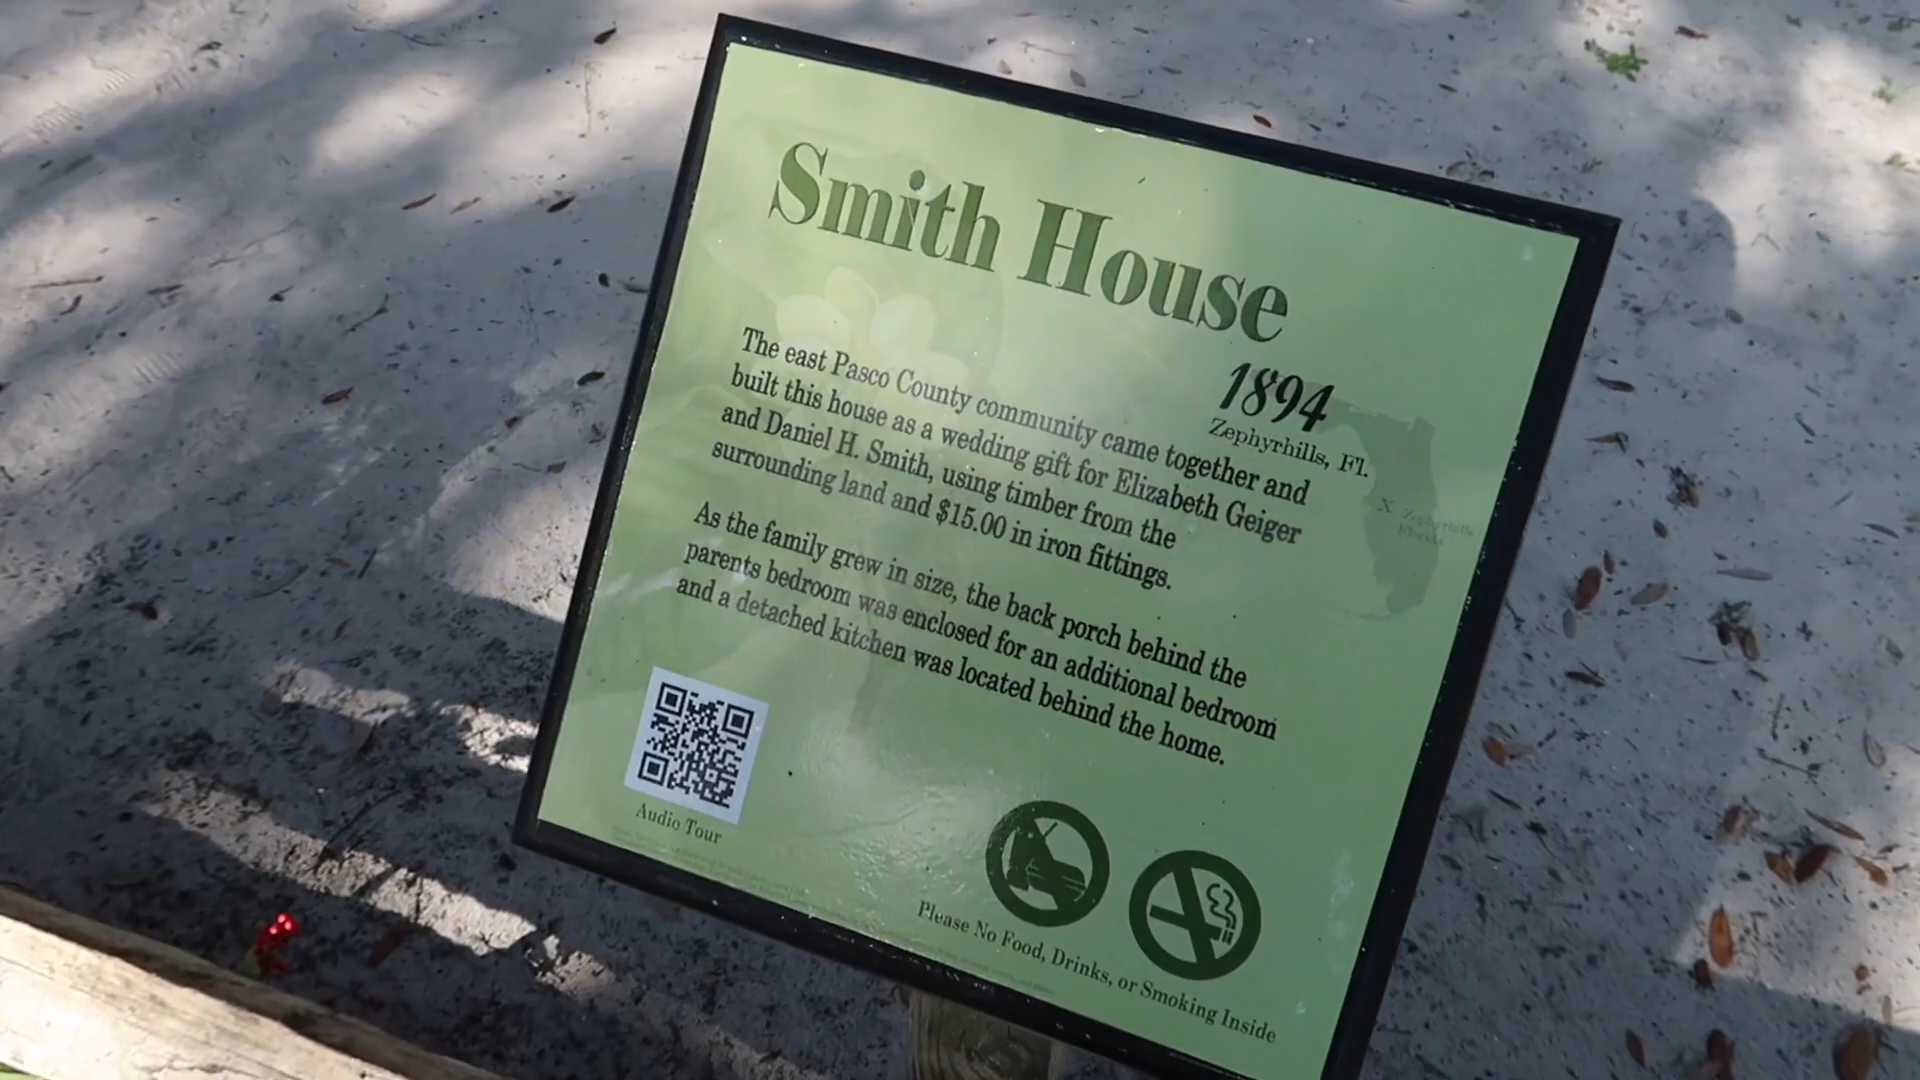 Smith House
1894
Zephyrhills, Fl.
The east Pasco County community came together and
built this house as a wedding gift for Elizabeth Geiger
and Daniel H. Smith, using timber from the
surrounding land and $15.00 in iron fittings.
X Zephyrhills
Florida
As the family grew in size, the back porch behind the
parents bedroom was enclosed for an additional bedroom
and a detached kitchen was located behind the home.
Audio Tour
Please No Food, Drinks, or Smoking Inside